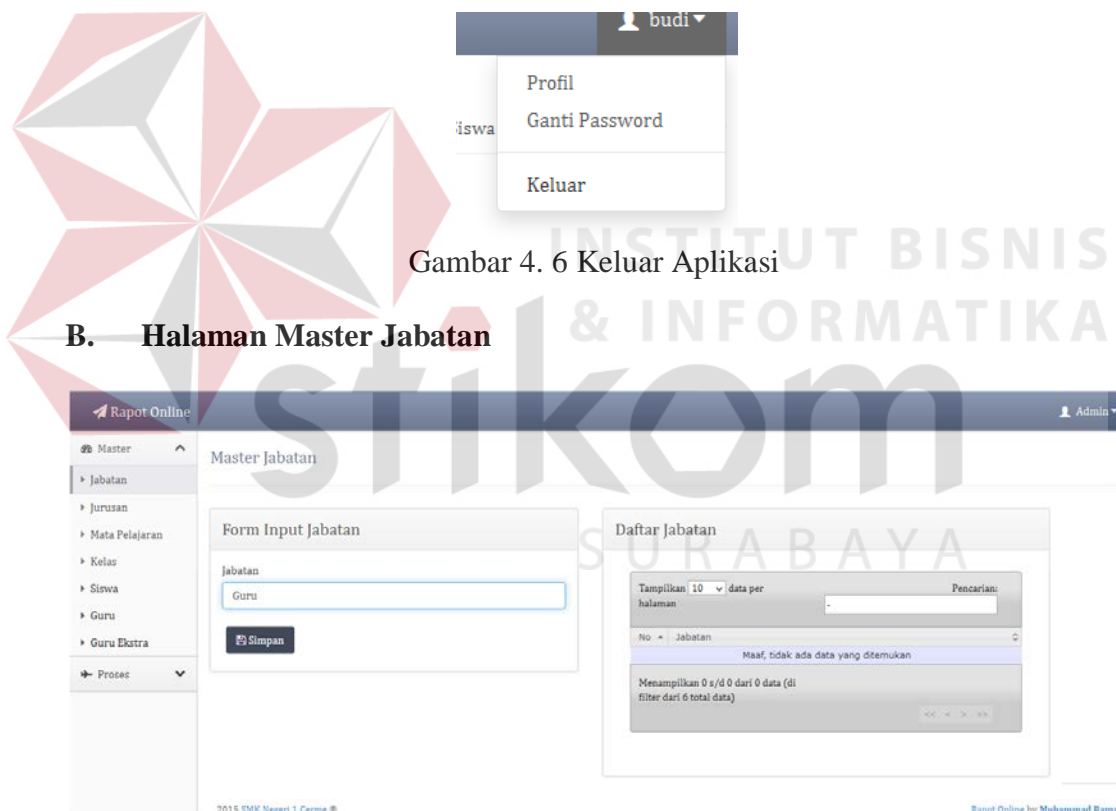 budi
Profil
Ganti Password
Siswa
Keluar
Gambar 4. 6 Keluar Aplikasi
INSTITUT BISNIS
& INFORMATIKA
stikom
SURABAYA
B. Halaman Master Jabatan
Rapot Online
Admin
Master
Jabatan
Jurusan
Mata Pelajaran
Kelas
Siswa
Guru
Guru Ekstra
Proses
Master Jabatan
Form Input Jabatan
Jabatan
Guru
Simpan
Daftar Jabatan
Tampilkan 10 data per
halaman
Pencarian:
-
No Jabatan
Maaf, tidak ada data yang ditemukan
Menampilkan 0 s/d 0 dari 0 data (di
filter dari 6 total data)
<< < > >>
2015 SMK Negeri 1 Cerme ©
Rapot Online by Muhammad